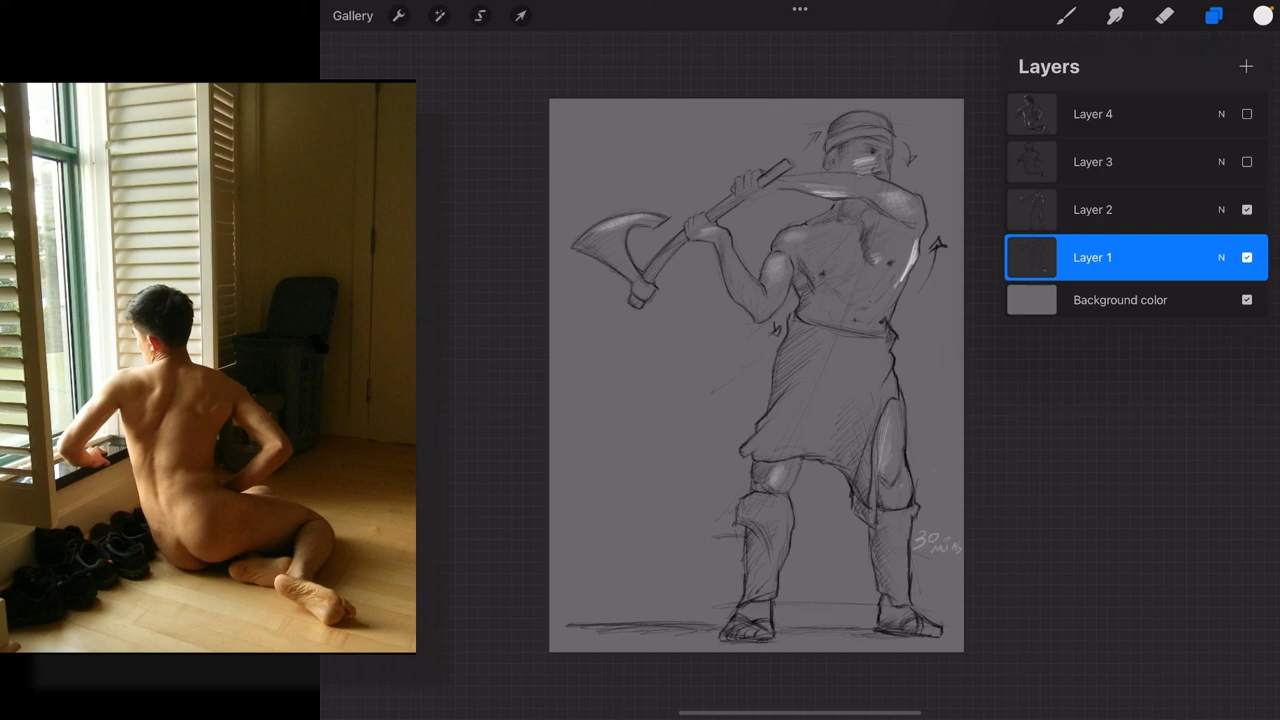 Gallery
Layers
Layer 4 N
Layer 3 N
Layer 2 N
Layer 1 N
Background color
30
MiNS